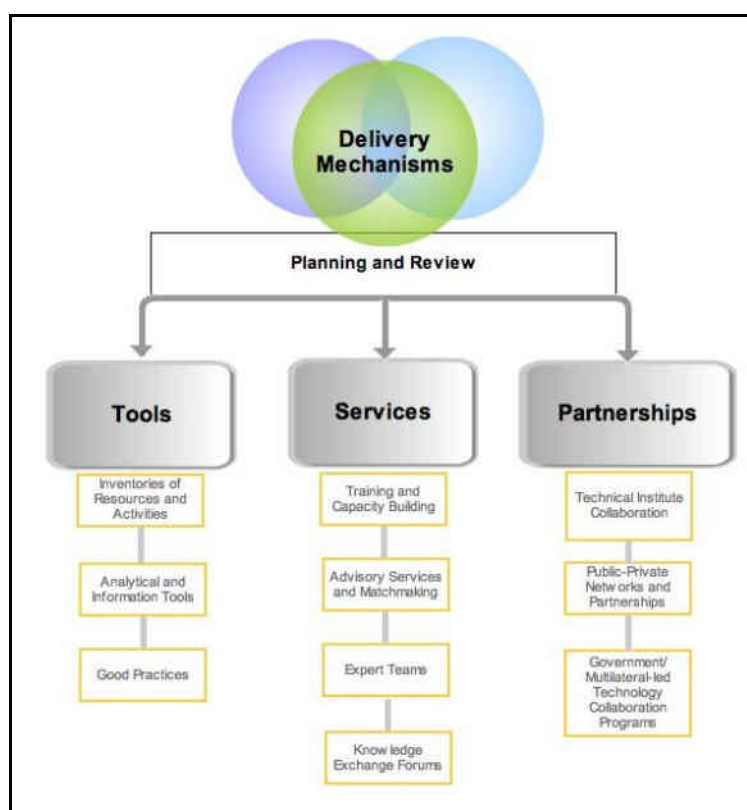 Delivery
Mechanisms
Planning and Review
Tools
Services
Partnerships
Inventories of
Resources and
Activities
Analytical and
Information Tools
Good Practices
Training and
Capacity Building
Advisory Services
and Matchmaking
Expert Teams
Knowledge
Exchange Forums
Technical Institute
Collaboration
Public-Private
Networks and
Partnerships
Government/
Multilateral-led
Technology
Collaboration
Programs